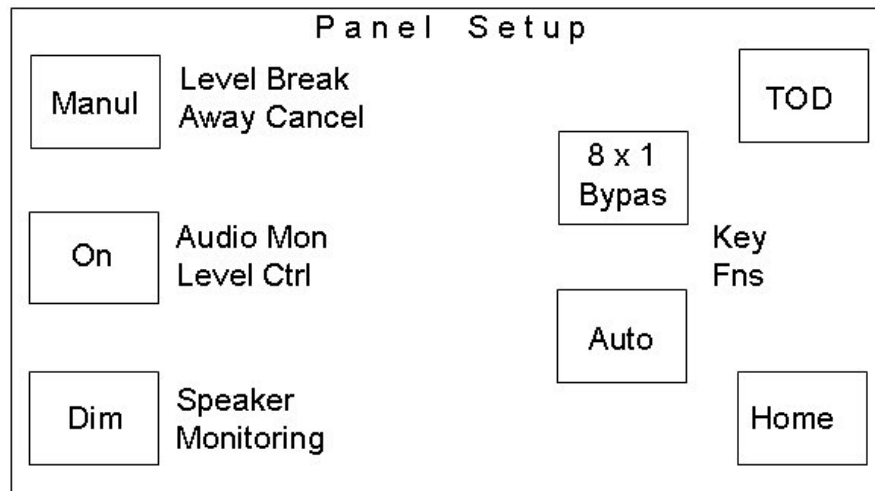 Panel Setup
Manul
Level Break
Away Cancel
TOD
8 x 1
Bypas
On
Audio Mon
Level Ctrl
Key
Fns
Auto
Dim
Speaker
Monitoring
Home